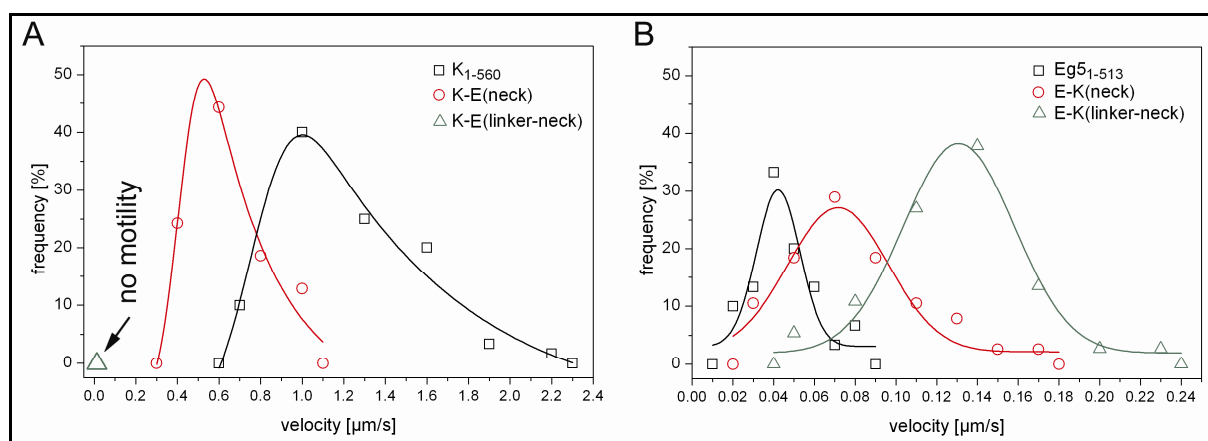 A
B
K1-560
K-E(neck)
K-E(linker-neck)
Eg51-513
E-K(neck)
E-K(linker-neck)
no motility
frequency [%]
50
40
30
20
10
0
0.0 0.4 0.6 0.8 1.0 1.2 1.4 1.6 1.8 2.0 2.2 2.4
velocity [µm/s]
frequency [%]
50
40
30
20
10
0
0.00 0.02 0.04 0.06 0.08 0.10 0.12 0.14 0.16 0.18 0.20 0.22 0.24
velocity [µm/s]